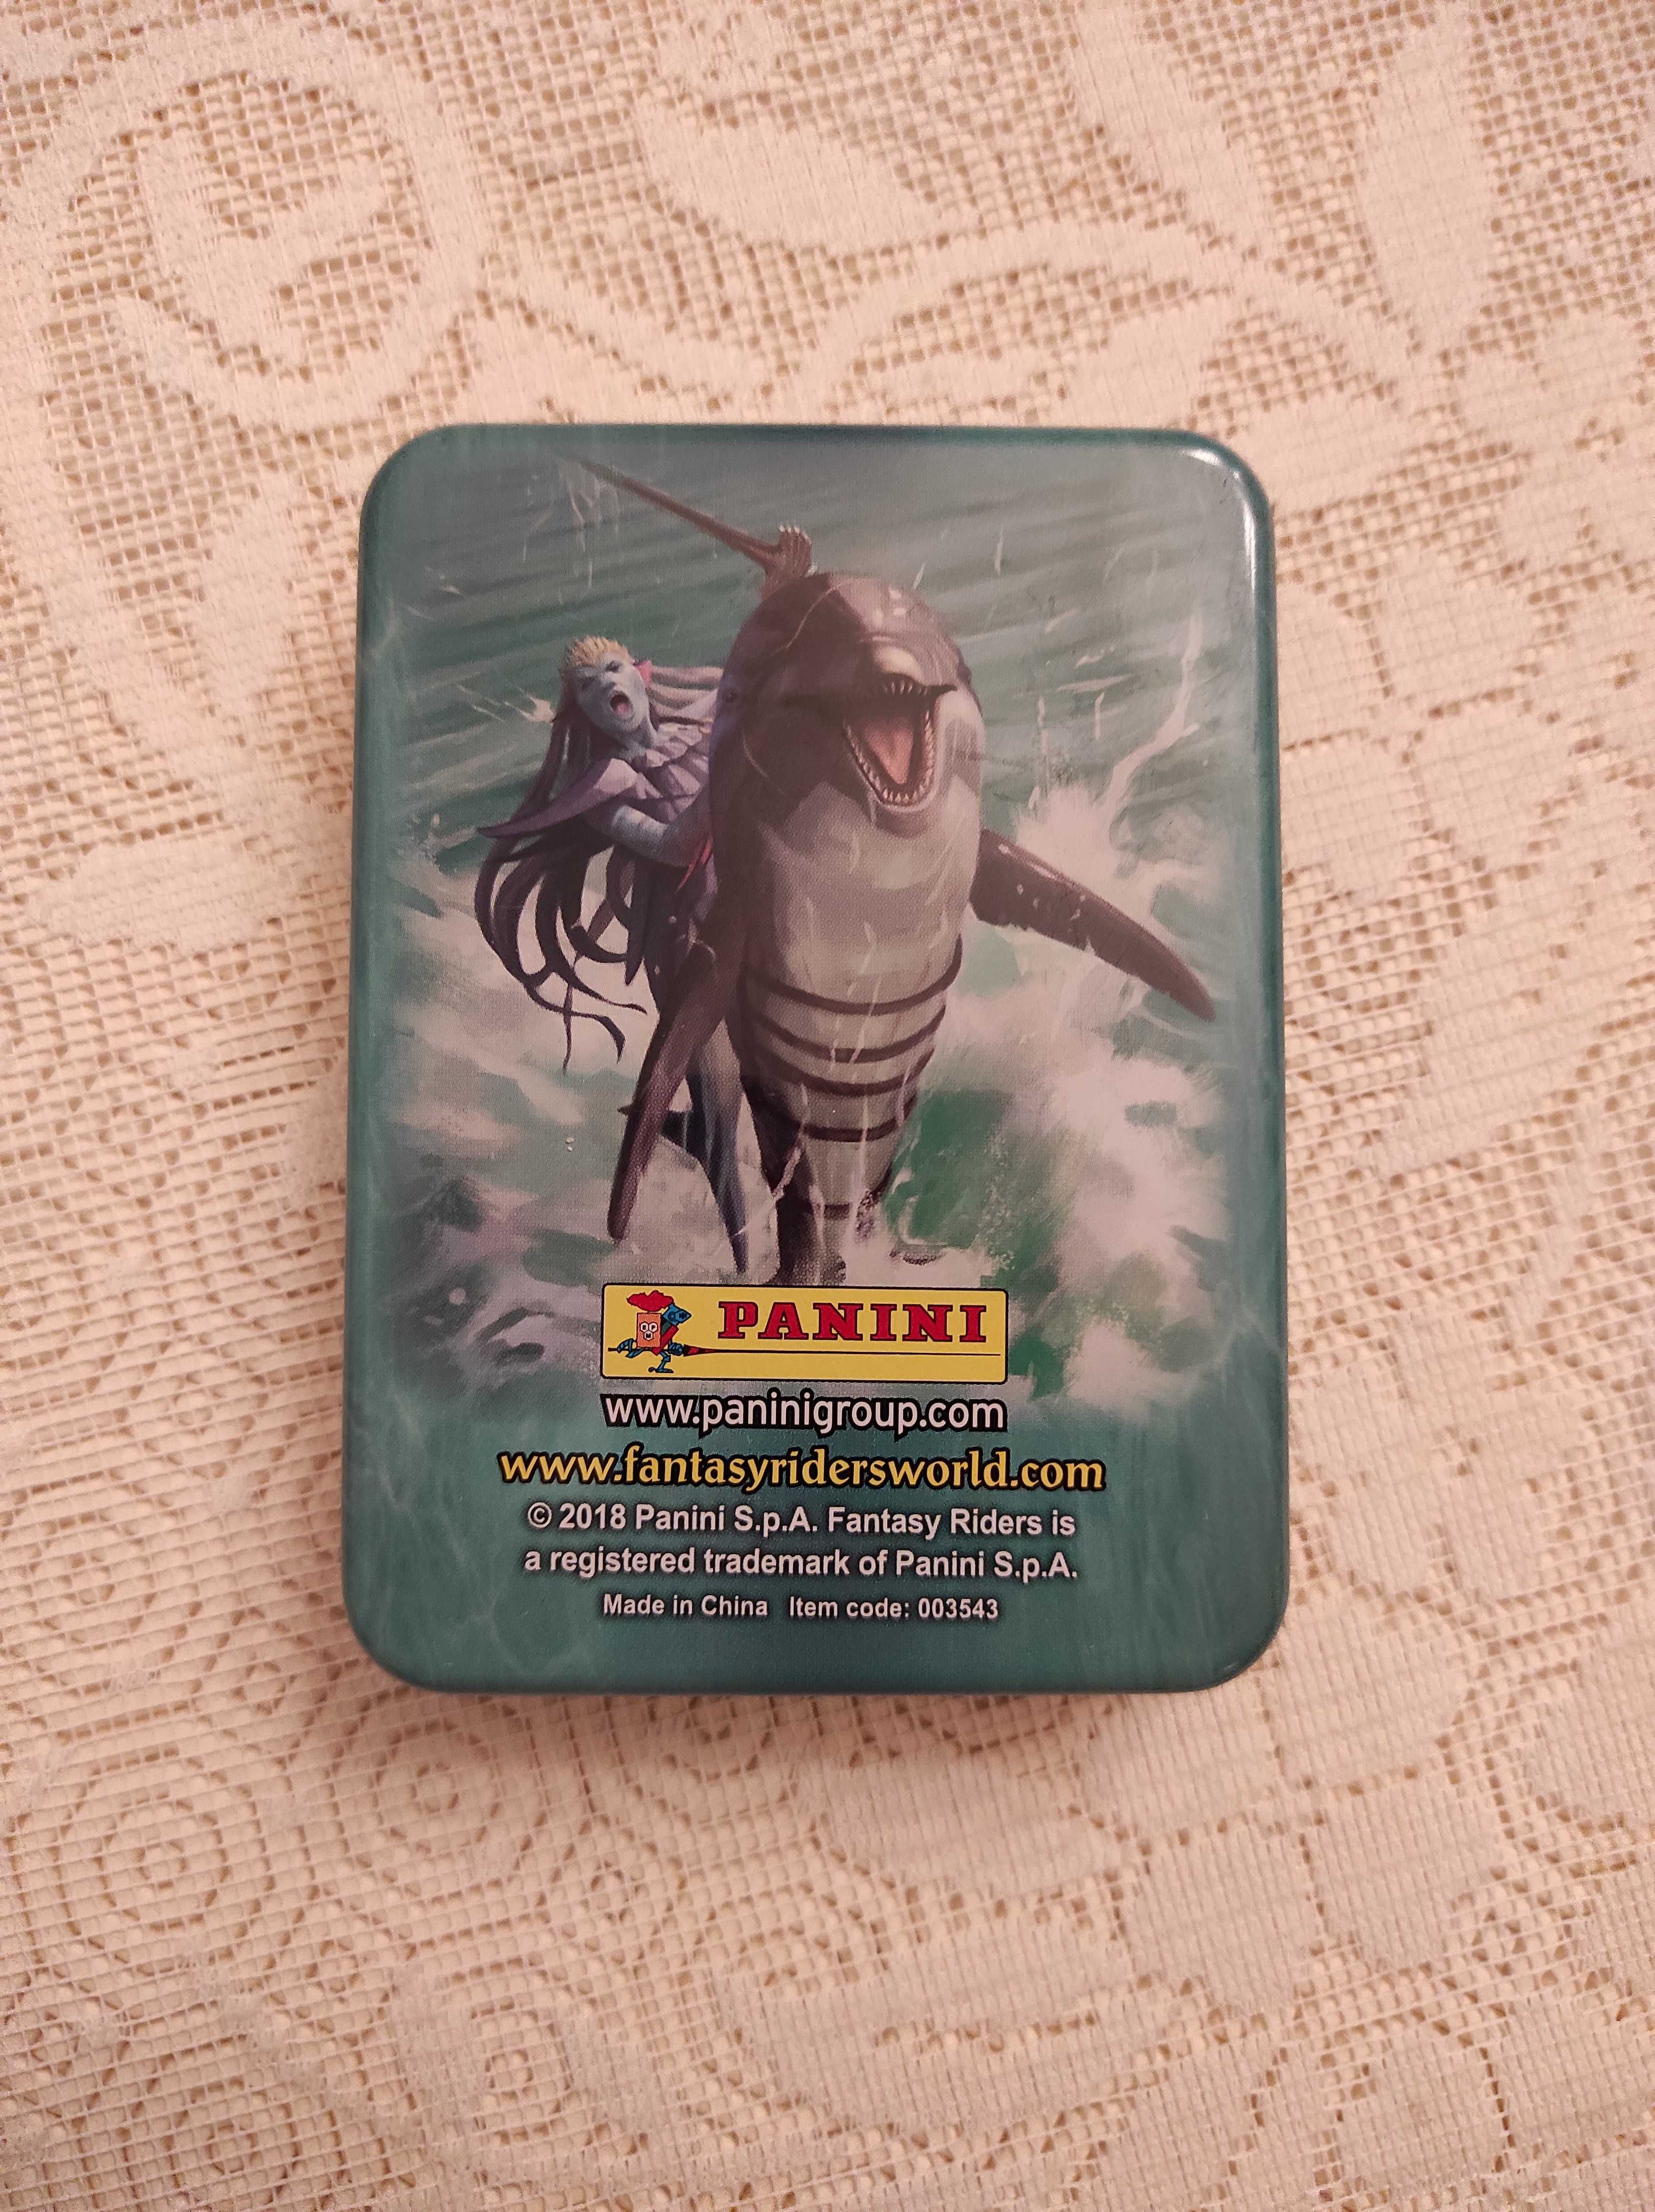 PANINI
www.paninigroup.com
www.fantasyridersworld.com
© 2018 Panini S.p.A. Fantasy Riders is
a registered trademark of Panini S.p.A.
Made in China Item code: 003543